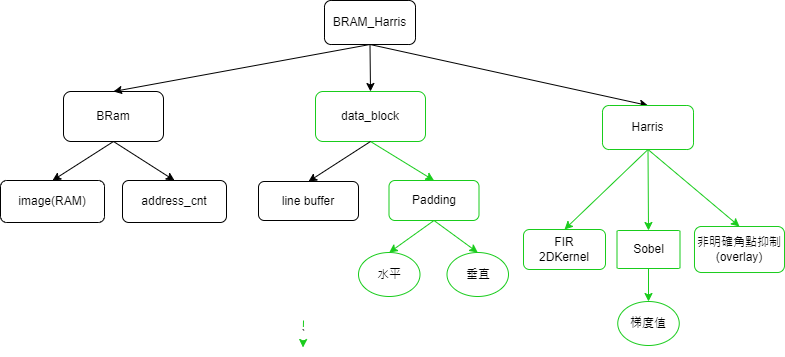 BRAM_Harris
BRam
data_block
Harris
image(RAM)
address_cnt
line buffer
Padding
FIR
2DKernel
Sobel
非明確角點抑制
(overlay)
水平
垂直
梯度值
!